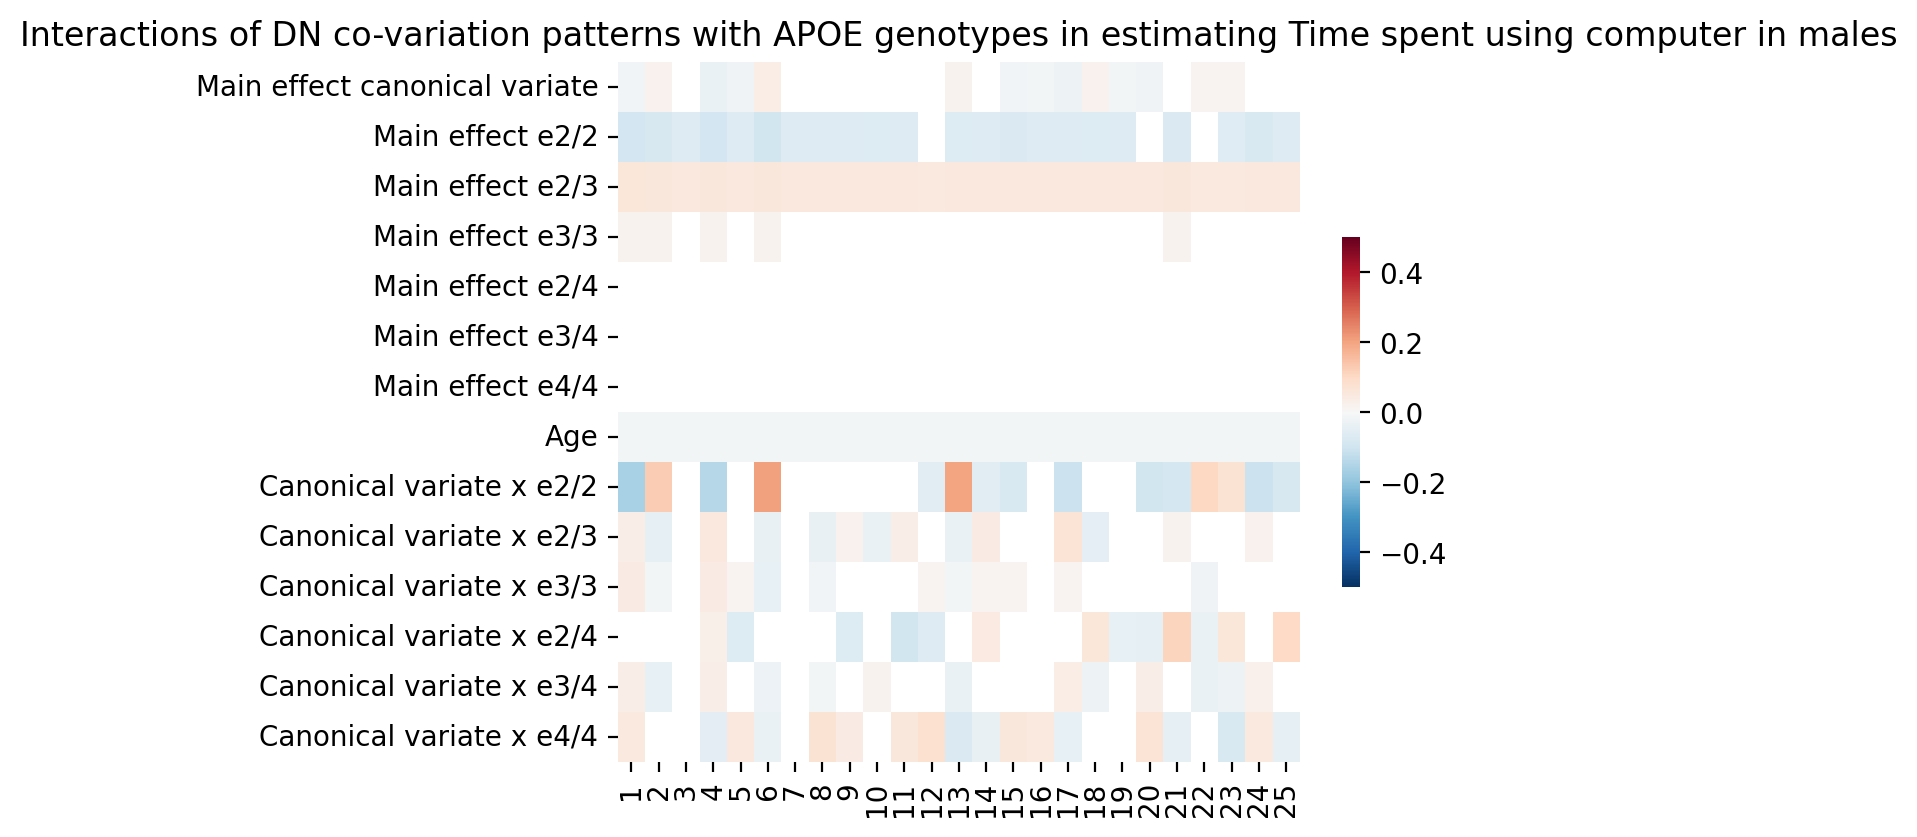 Interactions of DN co-variation patterns with APOE genotypes in estimating Time spent using computer in males
Main effect canonical variate
Main effect e2/2
Main effect e2/3
Main effect e3/3
Main effect e2/4
Main effect e3/4
Main effect e4/4
Age
Canonical variate x e2/2
Canonical variate x e2/3
Canonical variate x e3/3
Canonical variate x e2/4
Canonical variate x e3/4
Canonical variate x e4/4
1 2 3 4 5 6 7 8 9 10 11 12 13 14 15 16 17 18 19 20 21 22 23 24 25
0.4
0.2
0.0
−0.2
−0.4